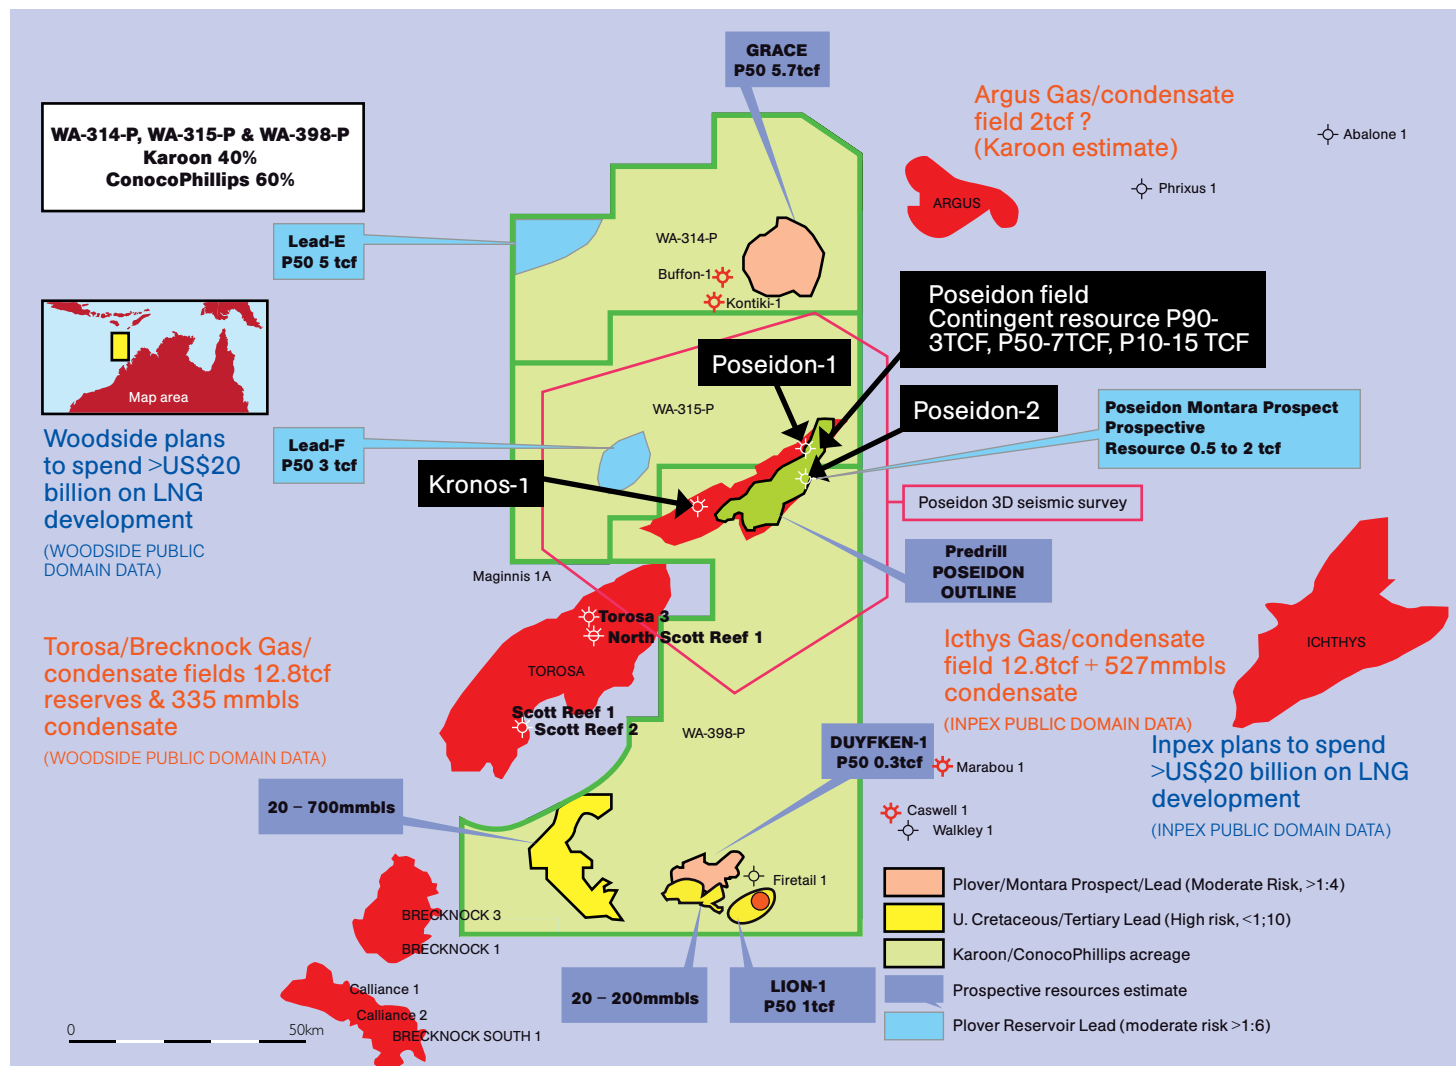 GRACE
P50 5.7tcf
Argus Gas/condensate
field 2tcf ?
(Karoon estimate)
Abalone 1
WA-314-P, WA-315-P & WA-398-P
Karoon 40%
ConocoPhillips 60%
Phrixus 1
ARGUS
Lead-E
P50 5 tcf
WA-314-P
Buffon-1
Kontiki-1
Poseidon field
Contingent resource P90-
3TCF, P50-7TCF, P10-15 TCF
Map area
Poseidon-1
WA-315-P
Poseidon-2
Poseidon Montara Prospect
Prospective
Resource 0.5 to 2 tcf
Woodside plans
to spend >US$20
billion on LNG
development
(WOODSIDE PUBLIC
DOMAIN DATA)
Lead-F
P50 3 tcf
Kronos-1
Poseidon 3D seismic survey
Predrill
POSEIDON
OUTLINE
Maginnis 1A
Torosa 3
North Scott Reef 1
TOROSA
Scott Reef 1
Scott Reef 2
Torosa/Brecknock Gas/
condensate fields 12.8tcf
reserves & 335 mmbls
condensate
(WOODSIDE PUBLIC DOMAIN DATA)
Icthys Gas/condensate
field 12.8tcf + 527mmbls
condensate
(INPEX PUBLIC DOMAIN DATA)
ICHTHYS
WA-398-P
DUYFKEN-1
P50 0.3tcf
Marabou 1
Inpex plans to spend
>US$20 billion on LNG
development
(INPEX PUBLIC DOMAIN DATA)
20 – 700mmbls
Caswell 1
Walkley 1
Firetail 1
BRECKNOCK 3
BRECKNOCK 1
Calliance 1
Calliance 2
BRECKNOCK SOUTH 1
20 – 200mmbls
LION-1
P50 1tcf
Plover/Montara Prospect/Lead (Moderate Risk, >1:4)
U. Cretaceous/Tertiary Lead (High risk, <1;10)
Karoon/ConocoPhillips acreage
Prospective resources estimate
Plover Reservoir Lead (moderate risk >1:6)
0 50km